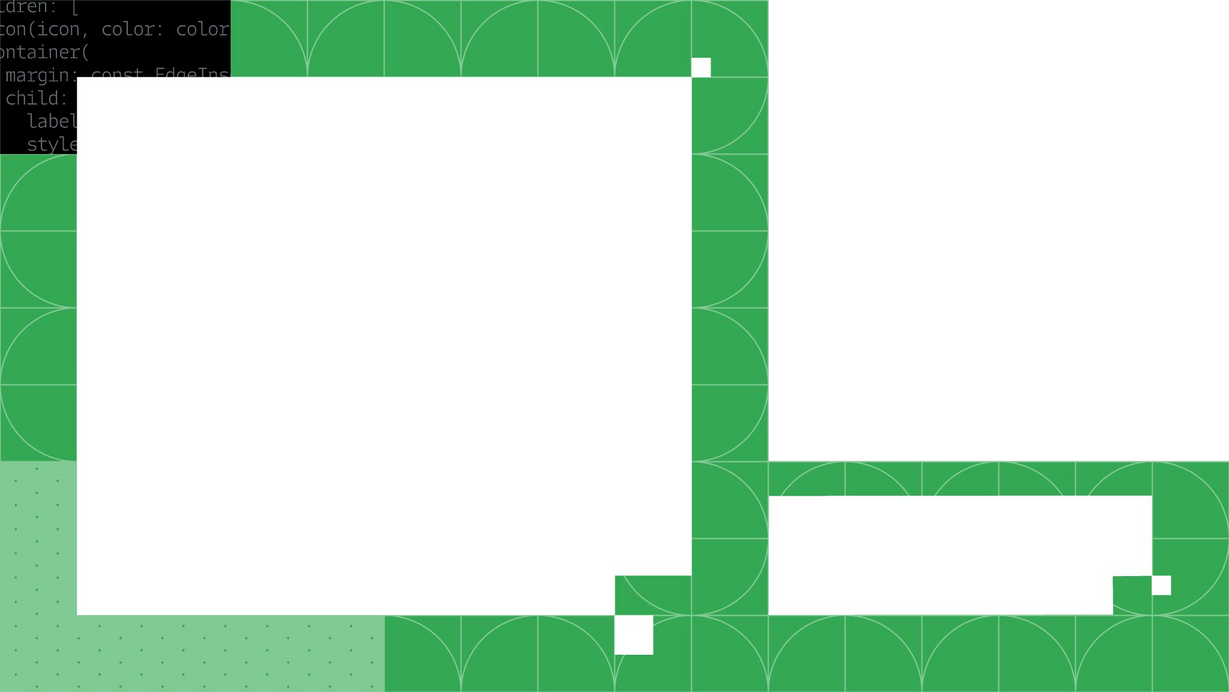 ldren: [
con(icon, color: color
ontainer(
margin: const EdgeIns
child:
label
style